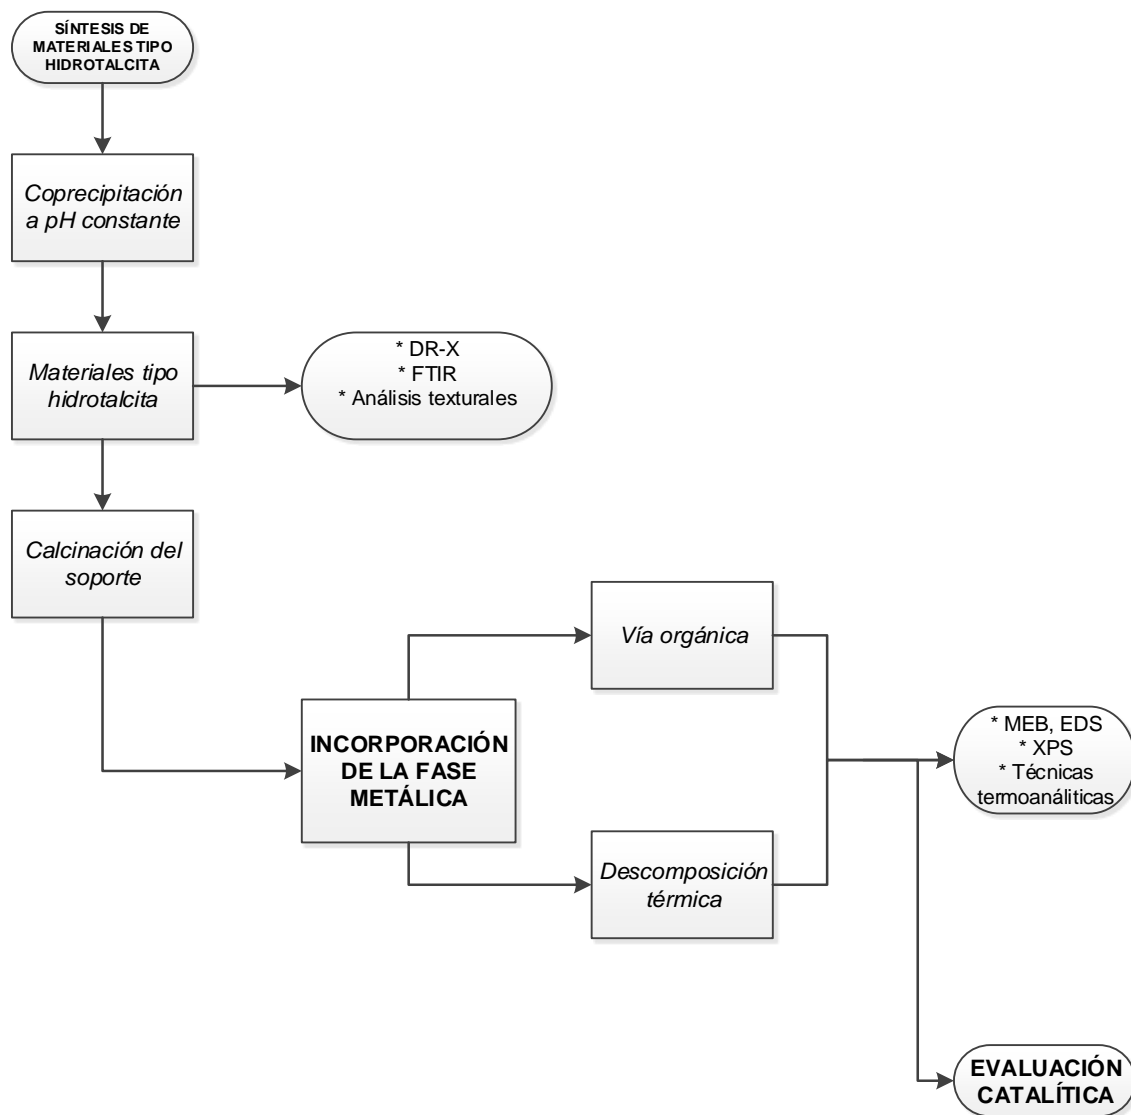 SÍNTESIS DE
MATERIALES TIPO
HIDROTALCITA
Coprecipitación
a pH constante
Materiales tipo
hidrotalcita
* DR-X
* FTIR
* Análisis texturales
Calcinación del
soporte
INCORPORACIÓN
DE LA FASE
METÁLICA
Vía orgánica
Descomposición
térmica
* MEB, EDS
* XPS
* Técnicas
termoanáliticas
EVALUACIÓN
CATALÍTICA